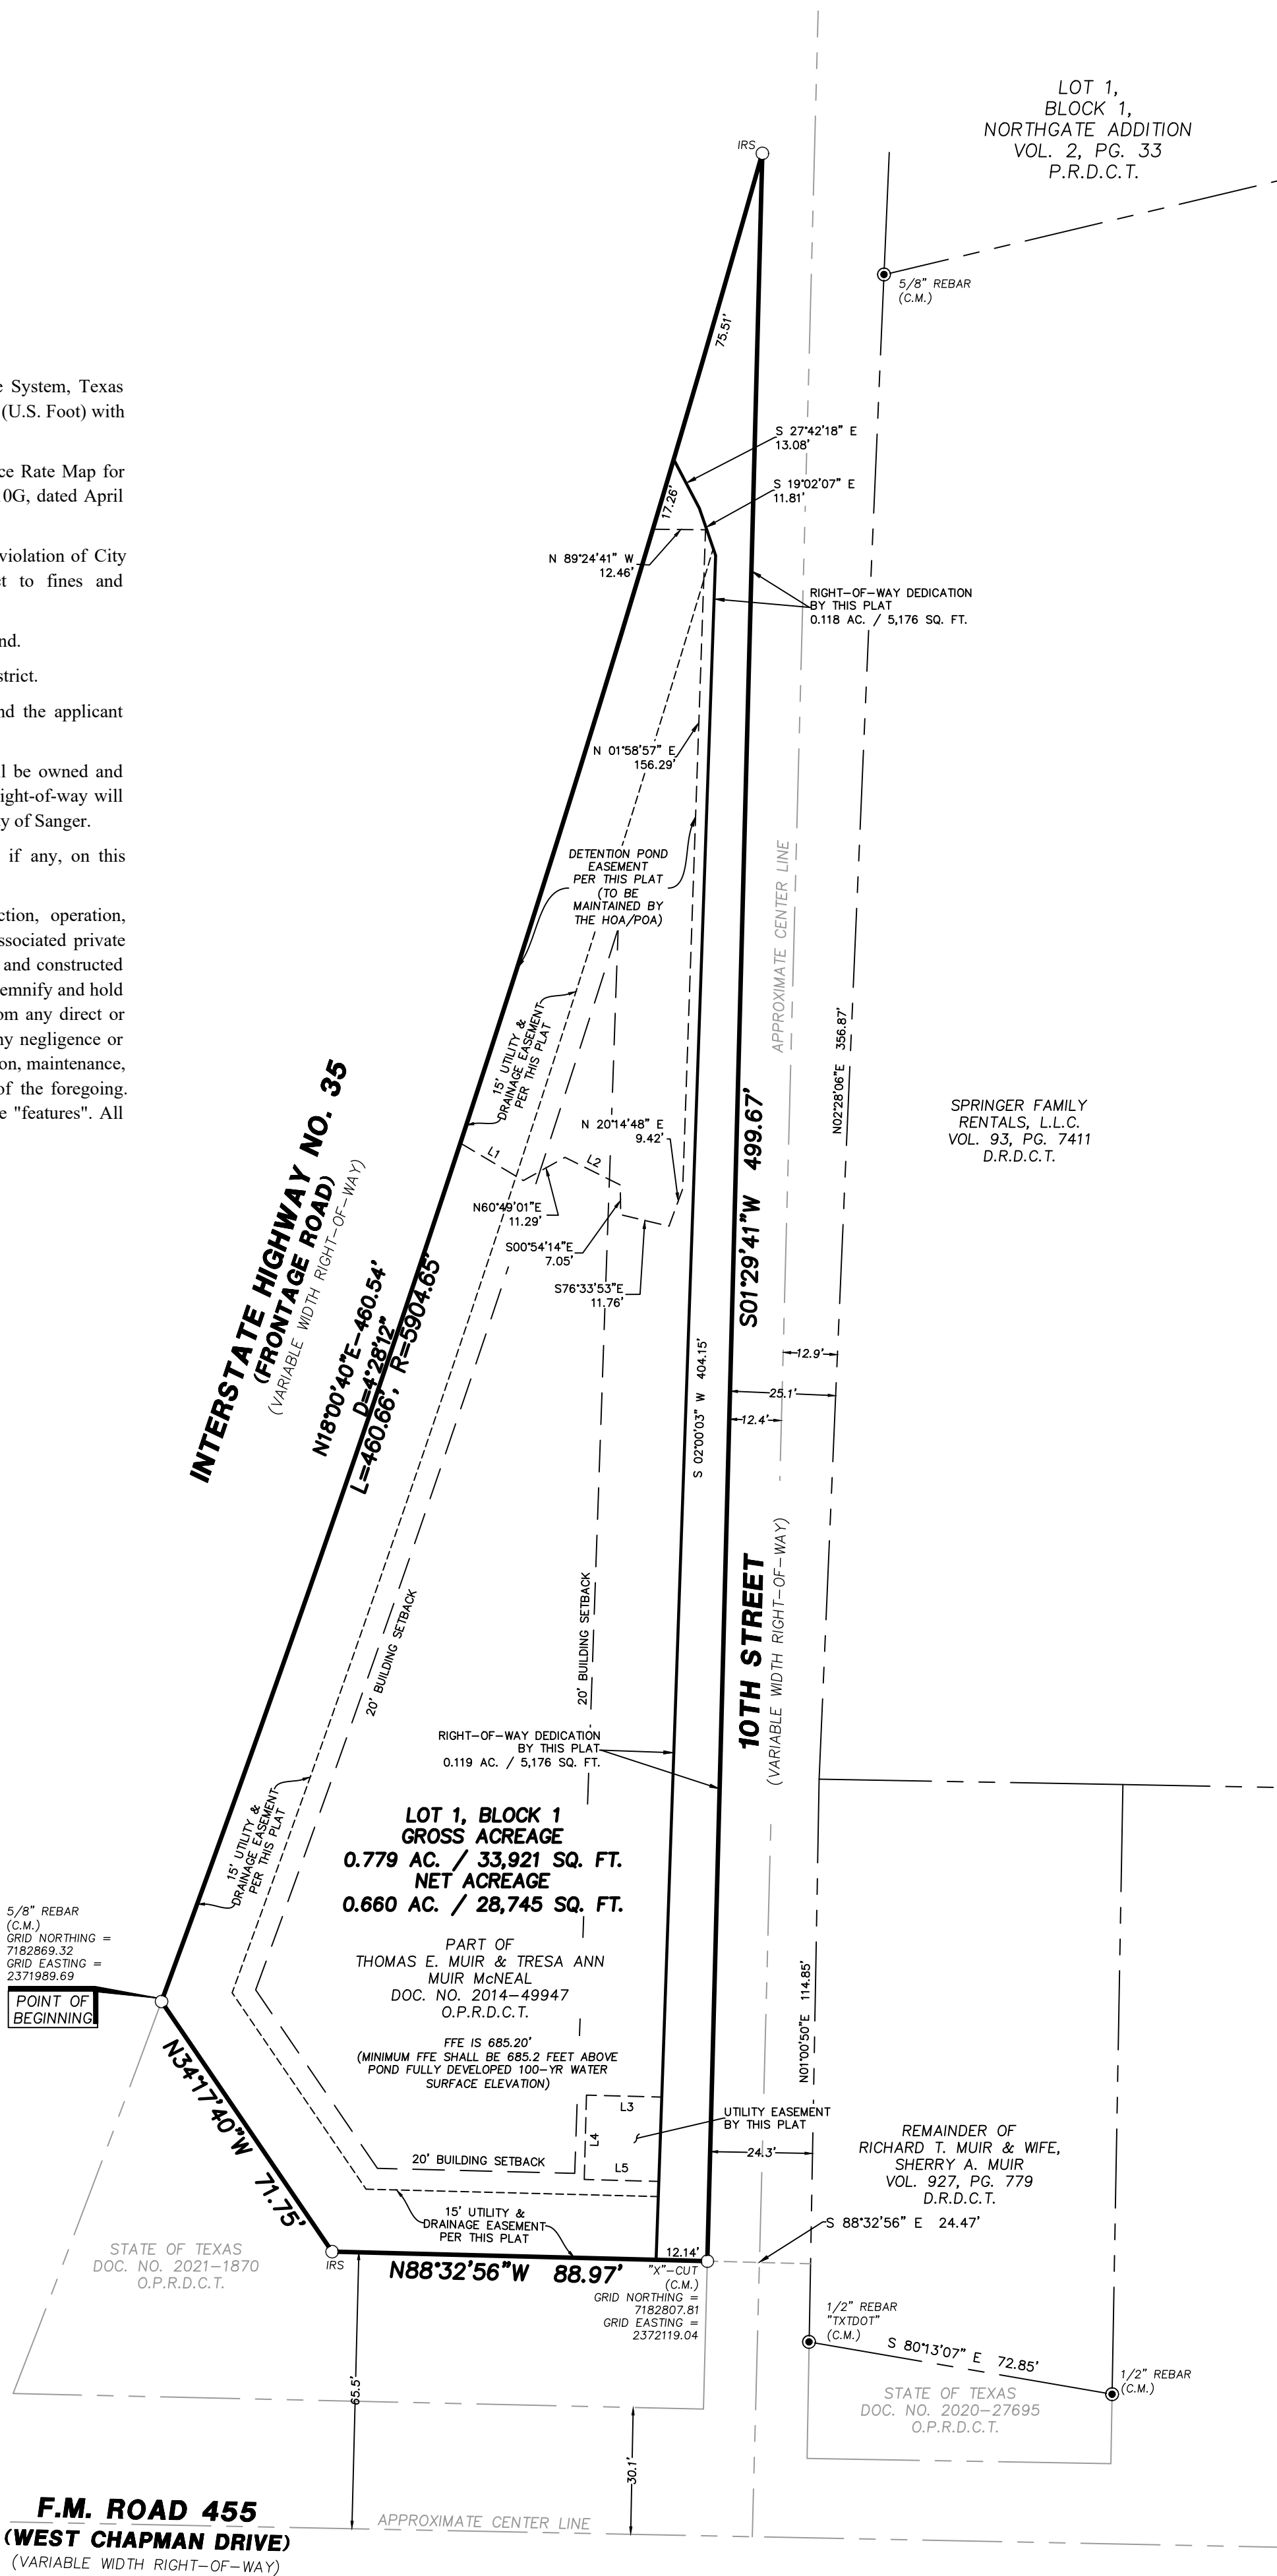 LOT 1,
BLOCK 1,
NORTHGATE ADDITION
VOL. 2, PG. 33
P.R.D.C.T.
IRS
5/8" REBAR
(C.M.)
75.51'
e System, Texas
(U.S. Foot) with
ce Rate Map for
0G, dated April
violation of City
ct to fines and
nd.
strict.
nd the applicant
ll be owned and
ight-of-way will
ty of Sanger.
if any, on this
ction, operation,
ssociated private
and constructed
demnify and hold
om any direct or
ny negligence or
on, maintenance,
of the foregoing.
e "features". All
S 27°42'18" E
13.08'
S 19°02'07" E
11.81'
17.26'
N 89°24'41" W
12.46'
RIGHT-OF-WAY DEDICATION
BY THIS PLAT
0.118 AC. / 5,176 SQ. FT.
N 01°58'57" E
156.29'
DETENTION POND
EASEMENT
PER THIS PLAT
(TO BE
MAINTAINED BY
THE HOA/POA)
APPROXIMATE CENTER LINE
N02°28'06"E 356.87'
15' UTILITY &
DRAINAGE EASEMENT
PER THIS PLAT
SPRINGER FAMILY
RENTALS, L.L.C.
VOL. 93, PG. 7411
D.R.D.C.T.
N 20°14'48" E
9.42'
L1
L2
N60°49'01"E
11.29'
S00°54'14"E
7.05'
S76°33'53"E
11.76'
S01°29'41"W 499.67'
INTERSTATE HIGHWAY NO. 35
(FRONTAGE ROAD)
(VARIABLE WIDTH RIGHT-OF-WAY)
N18°00'40"E-460.54'
D=4°28'12"
L=460.66', R=5904.65'
S 02°00'03" W 404.15'
12.9'
25.1'
12.4'
20' BUILDING SETBACK
20' BUILDING SETBACK
10TH STREET
(VARIABLE WIDTH RIGHT-OF-WAY)
RIGHT-OF-WAY DEDICATION
BY THIS PLAT
0.119 AC. / 5,176 SQ. FT.
15' UTILITY &
DRAINAGE EASEMENT
PER THIS PLAT
LOT 1, BLOCK 1
GROSS ACREAGE
0.779 AC. / 33,921 SQ. FT.
NET ACREAGE
0.660 AC. / 28,745 SQ. FT.
5/8" REBAR
(C.M.)
GRID NORTHING =
7182869.32
GRID EASTING =
2371989.69
POINT OF
BEGINNING
PART OF
THOMAS E. MUIR & TRESA ANN
MUIR McNEAL
DOC. NO. 2014-49947
O.P.R.D.C.T.
FFE IS 685.20'
(MINIMUM FFE SHALL BE 685.2 FEET ABOVE
POND FULLY DEVELOPED 100-YR WATER
SURFACE ELEVATION)
N01°00'50"E 114.85'
N34°17'40"W 71.75'
L3
L4
L5
UTILITY EASEMENT
BY THIS PLAT
24.3'
REMAINDER OF
RICHARD T. MUIR & WIFE,
SHERRY A. MUIR
VOL. 927, PG. 779
D.R.D.C.T.
20' BUILDING SETBACK
15' UTILITY &
DRAINAGE EASEMENT
PER THIS PLAT
S 88°32'56" E 24.47'
STATE OF TEXAS
DOC. NO. 2021-1870
O.P.R.D.C.T.
IRS
N88°32'56"W 88.97'
12.14'
"X"-CUT
(C.M.)
GRID NORTHING =
7182807.81
GRID EASTING =
2372119.04
1/2" REBAR
"TXTDOT"
(C.M.)
S 80°13'07" E 72.85'
1/2" REBAR
(C.M.)
STATE OF TEXAS
DOC. NO. 2020-27695
O.P.R.D.C.T.
65.5'
30.1'
F.M. ROAD 455
(WEST CHAPMAN DRIVE)
(VARIABLE WIDTH RIGHT-OF-WAY)
APPROXIMATE CENTER LINE